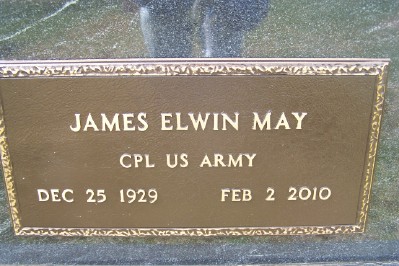 JAMES ELWIN MAY
CPL US ARMY
DEC 25 1929 FEB 2 2010